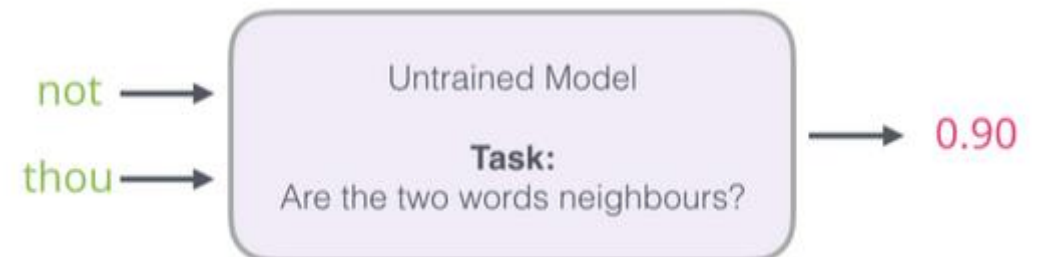 not
thou
Untrained Model
Task:
Are the two words neighbours?
0.90